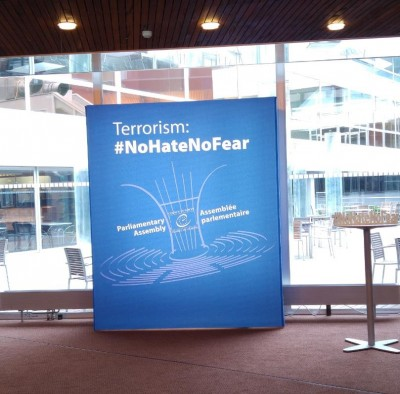 Terrorism:
#NoHateNoFear
Parliamentary
Assembly
Assemblée
parlementaire